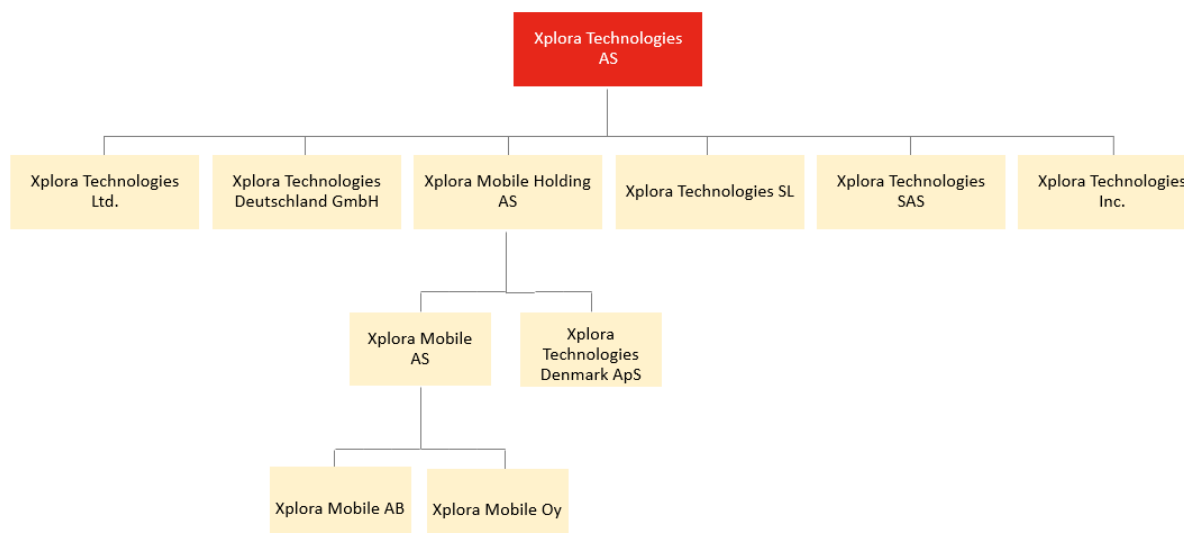 Xplora Technologies
AS
Xplora Technologies
Ltd.
Xplora Technologies
Deutschland GmbH
Xplora Mobile Holding
AS
Xplora Technologies SL
Xplora Technologies
SAS
Xplora Technologies
Inc.
Xplora Mobile
AS
Xplora
Technologies
Denmark ApS
Xplora Mobile AB
Xplora Mobile Oy